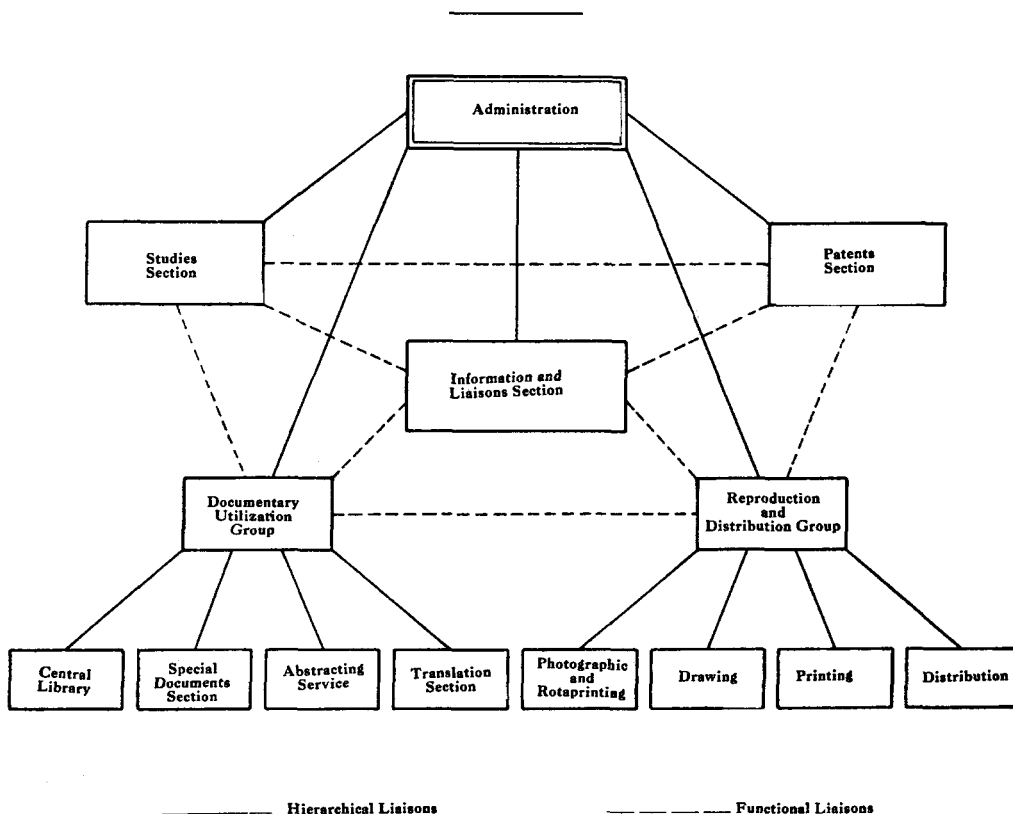 Administration
Studies
Section
Patents
Section
Information and
Liaisons Section
Documentary
Utilization
Group
Reproduction
and
Distribution Group
Central
Library
Special
Documents
Section
Abstracting
Service
Translation
Section
Photographic
and
Rotaprinting
Drawing
Printing
Distribution
Hierarchical Liaisons
Functional Liaisons